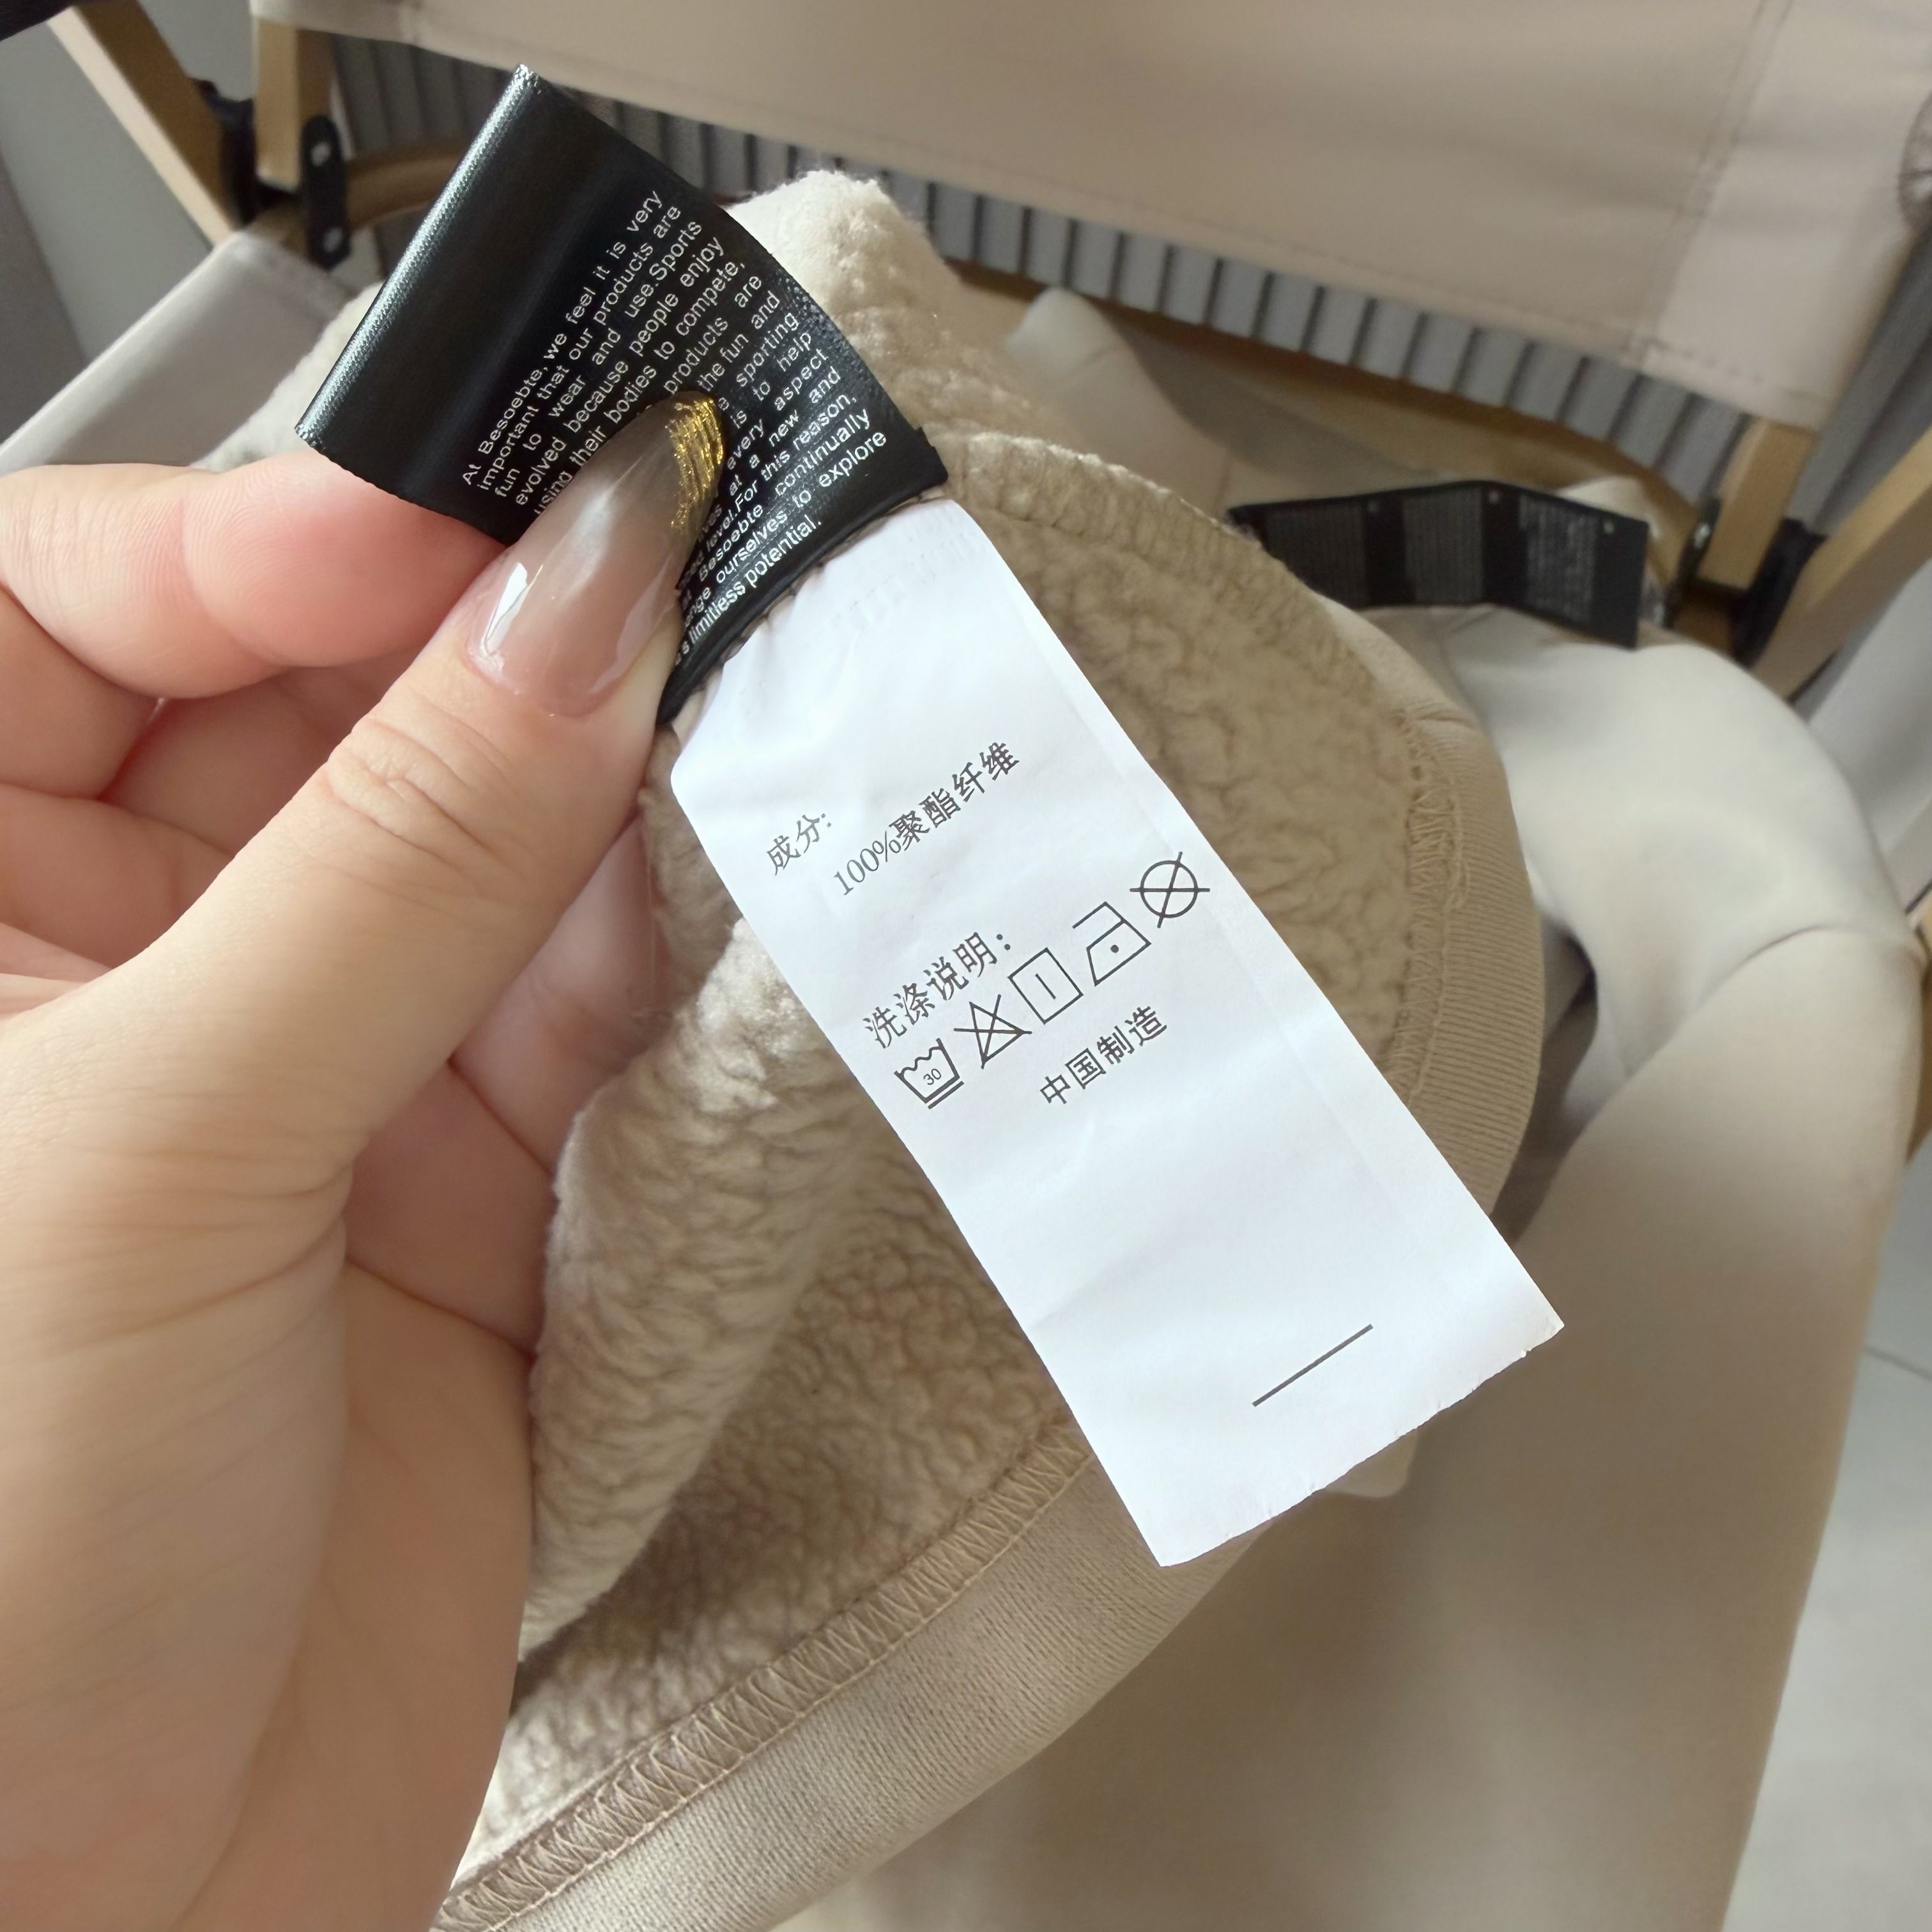 At Besoebte, we feel it is very
important that our products are
fun to wear and use.Sports
evolved because people enjoy
using their bodies to compete,
products are
the fun and
sporting
is to help
every aspect
at a new and
level.For this reason,
Besoebte continually
ourselves to explore
limitless potential.
成分:
100%聚酯纤维
洗涤说明:
30
中国制造